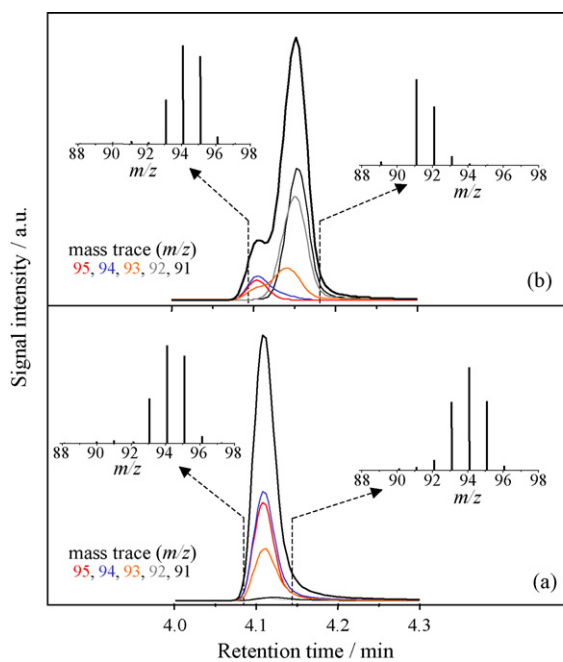 88 90 92 94 96 98
m/z
88 90 92 94 96 98
m/z
mass trace (m/z)
95, 94, 93, 92, 91
(b)
Signal intensity / a.u.
88 90 92 94 96 98
m/z
88 90 92 94 96 98
m/z
mass trace (m/z)
95, 94, 93, 92, 91
(a)
4.0 4.1 4.2 4.3
Retention time / min